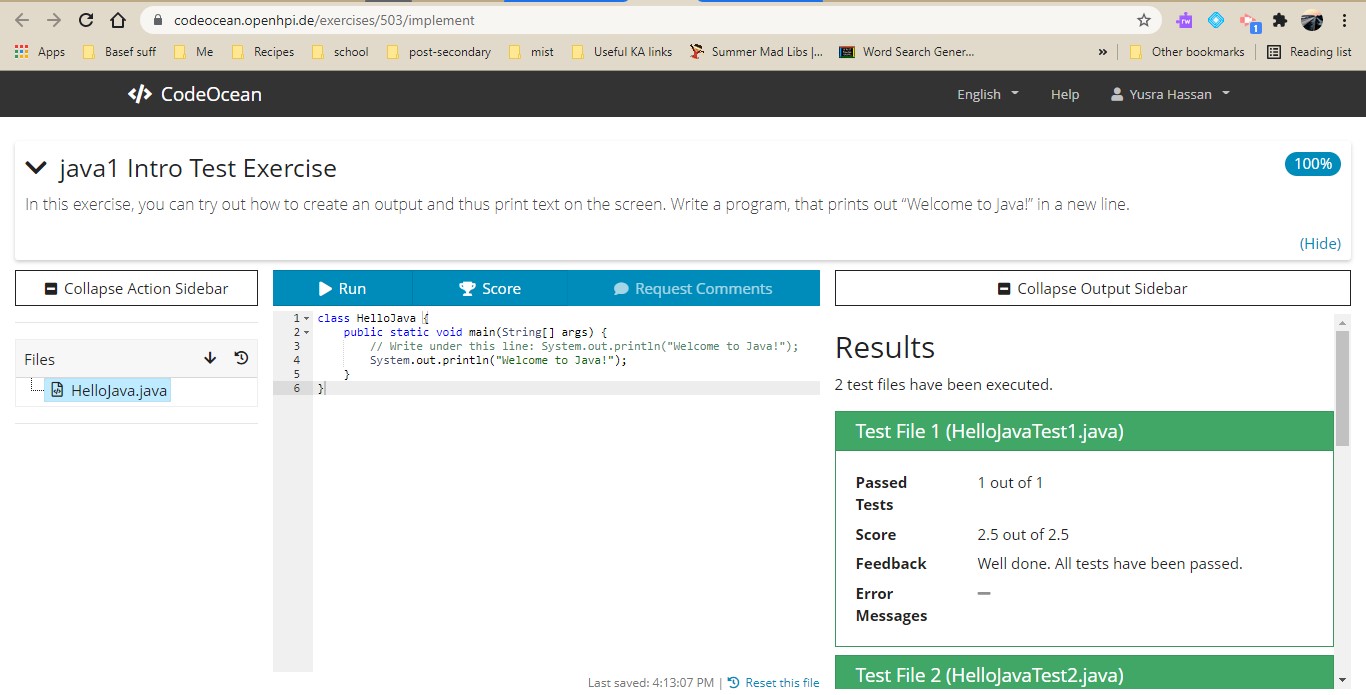 codeocean.openhpi.de/exercises/503/implement
1
Apps Basef suff Me Recipes school post-secondary mist Useful KA links Summer Mad Libs |... Word Search Gener... » Other bookmarks Reading list
CodeOcean English Help Yusra Hassan
java1 Intro Test Exercise 100%
In this exercise, you can try out how to create an output and thus print text on the screen. Write a program, that prints out “Welcome to Java!” in a new line.
(Hide)
Collapse Action Sidebar
Files
HelloJava.java
Run Score Request Comments
1 class HelloJava {
2 public static void main(String[] args) {
3 // Write under this line: System.out.println("Welcome to Java!");
4 System.out.println("Welcome to Java!");
5 }
6 }
Last saved: 4:13:07 PM | Reset this file
Collapse Output Sidebar
Results
2 test files have been executed.
Test File 1 (HelloJavaTest1.java)
Passed Tests 1 out of 1
Score 2.5 out of 2.5
Feedback Well done. All tests have been passed.
Error Messages —
Test File 2 (HelloJavaTest2.java)